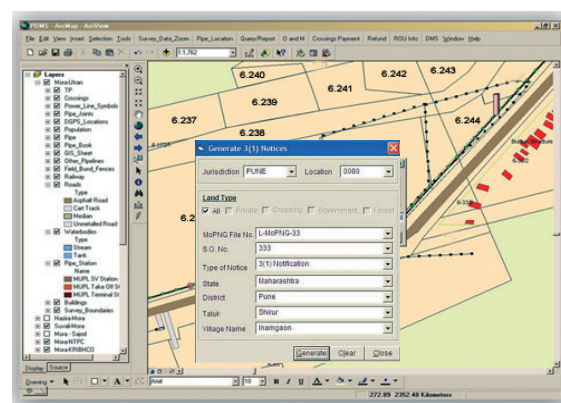 PDMS - ArcMap - ArcView
File Edit View Insert Selection Tools Survey_Data_Zoom Pipe_Location Query/Report O and M Crossings Payment Refund ROU Info DMS Window Help
1:1,762
Layers
Mora-Utran
TP
Crossings
Power_Line_Symbols
Pipe_Joints
DGPS_Locations
Population
Pipe
Pipe_Book
GIS_Sheet
Other_Pipelines
Field_Bund_Fences
Railway
Roads
Type
Asphalt Road
Cart Track
Median
Unmetalled Road
Waterbodies
Type
Stream
Tank
Pipe_Station
Name
MUPL SV Station
MUPL Take Off St
MUPL Terminal St
Buildings
Survey_Boundaries
Hazira-Mora
Suvali-Mora
Mora - Sajod
Mora-NTPC
Mora-KRIBHCO
Display Source
6.240
6.242
6.243
6.241
6.239
6.237
6.238
6.244
6.2
Generate 3(1) Notices
Jurisdiction PUNE Location 0080
Land Type
All Private Crossing Government Forest
MoPNG File No. L-MoPNG-33
S.O. No. 333
Type of Notice 3(1) Notification
State Maharashtra
District Pune
Taluk Shirur
Village Name Inamgaon
Generate Clear Close
Drawing Arial 10 B I U A
272.09 2352.48 Kilometers